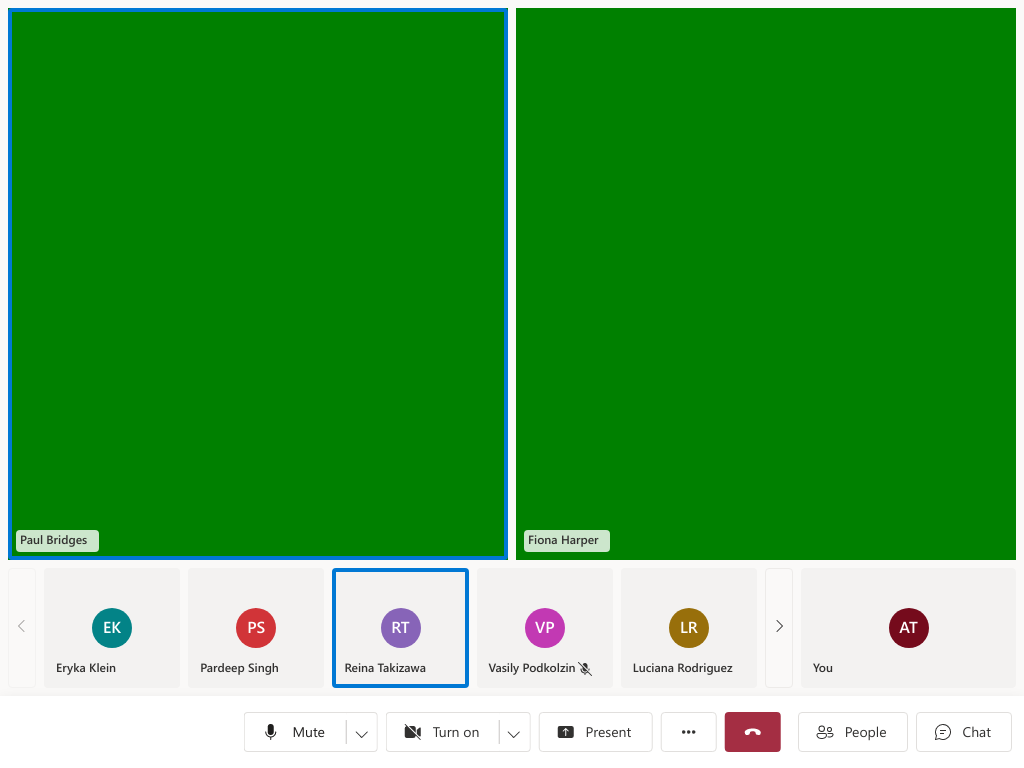 Paul Bridges
Fiona Harper
EK
Eryka Klein
PS
Pardeep Singh
RT
Reina Takizawa
VP
Vasily Podkolzin
LR
Luciana Rodriguez
AT
You
Mute
Turn on
Present
People
Chat